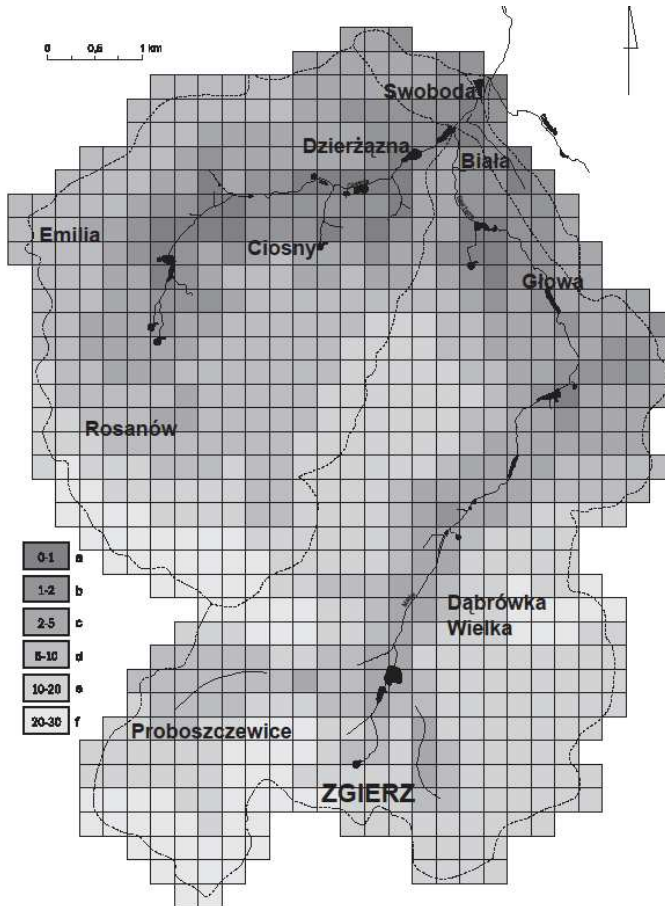 0 0,5 1 km
Swoboda
Dzierżązna
Biała
Emilia
Ciosny
Głowa
Rosanów
0-1 a
1-2 b
2-5 c
5-10 d
10-20 e
20-30 f
Dąbrówka
Wielka
Proboszczewice
ZGIERZ